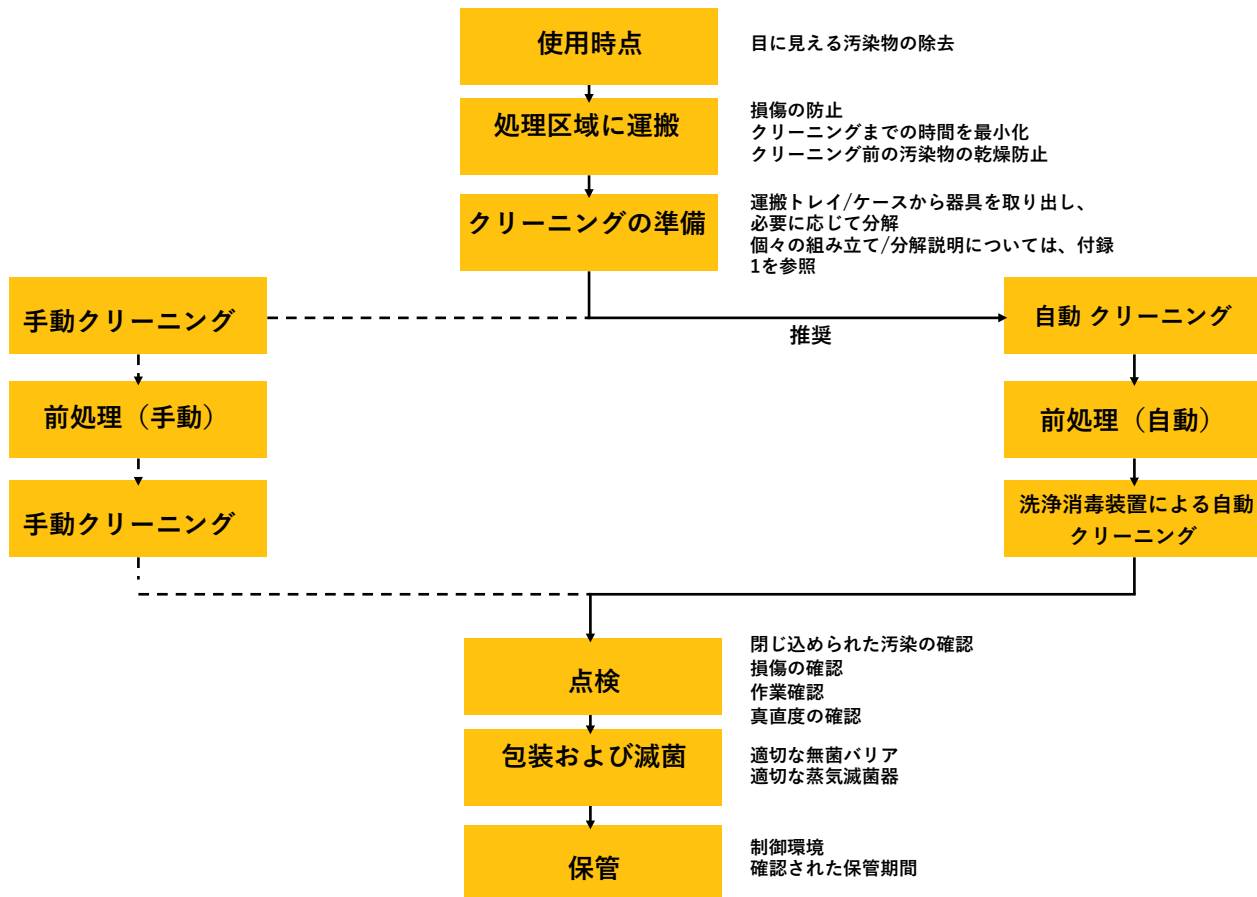 使用時点
目に見える汚染物の除去
処理区域に運搬
損傷の防止
クリーニングまでの時間を最小化
クリーニング前の汚染物の乾燥防止
クリーニングの準備
運搬トレイ/ケースから器具を取り出し、
必要に応じて分解
個々の組み立て/分解説明については、付録
1を参照
手動クリーニング
推奨
自動 クリーニング
前処理（手動）
前処理（自動）
手動クリーニング
洗浄消毒装置による自動
クリーニング
点検
閉じ込められた汚染の確認
損傷の確認
作業確認
真直度の確認
包装および滅菌
適切な無菌バリア
適切な蒸気滅菌器
保管
制御環境
確認された保管期間